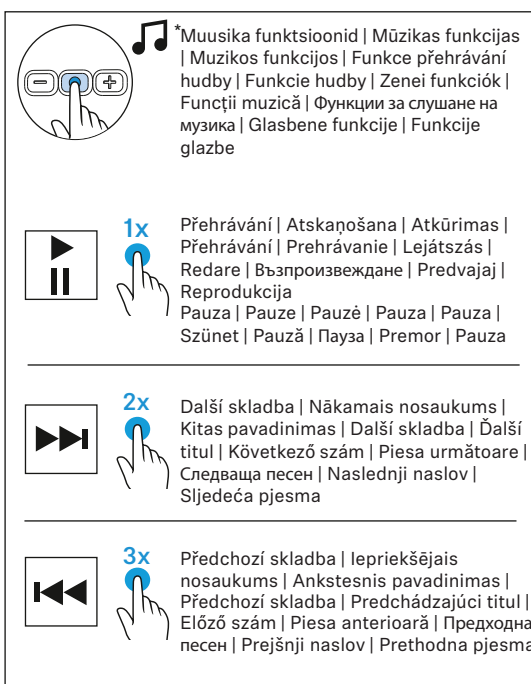 *Muusika funktsioonid | Mūzikas funkcijas
| Muzikos funkcijos | Funkce přehrávání
hudby | Funkcie hudby | Zenei funkciók |
Funcții muzică | Функции за слушане на
музика | Glasbene funkcije | Funkcije
glazbe
1x
Přehrávání | Atskaņošana | Atkūrimas |
Přehrávání | Prehrávanie | Lejátszás |
Redare | Възпроизвеждане | Predvajaj |
Reprodukcija
Pauza | Pauze | Pauzė | Pauza | Pauza |
Szünet | Pauză | Пауза | Premor | Pauza
2x
Další skladba | Nākamais nosaukums |
Kitas pavadinimas | Další skladba | Ďalší
titul | Következő szám | Piesa următoare |
Следваща песен | Naslednji naslov |
Sljedeća pjesma
3x
Předchozí skladba | Iepriekšējais
nosaukums | Ankstesnis pavadinimas |
Předchozí skladba | Predchádzajúci titul |
Előző szám | Piesa anterioară | Предходна
песен | Prejšnji naslov | Prethodna pjesma